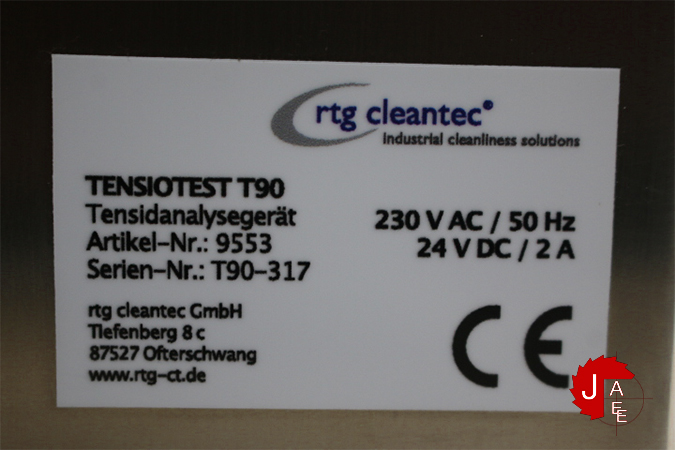 rtg cleantec®
industrial cleanliness solutions
TENSIOTEST T90
Tensidanalysegerät
Artikel-Nr.: 9553
Serien-Nr.: T90-317
230 V AC / 50 Hz
24 V DC / 2 A
rtg cleantec GmbH
Tiefenberg 8 c
87527 Ofterschwang
www.rtg-ct.de
CE
J A E E